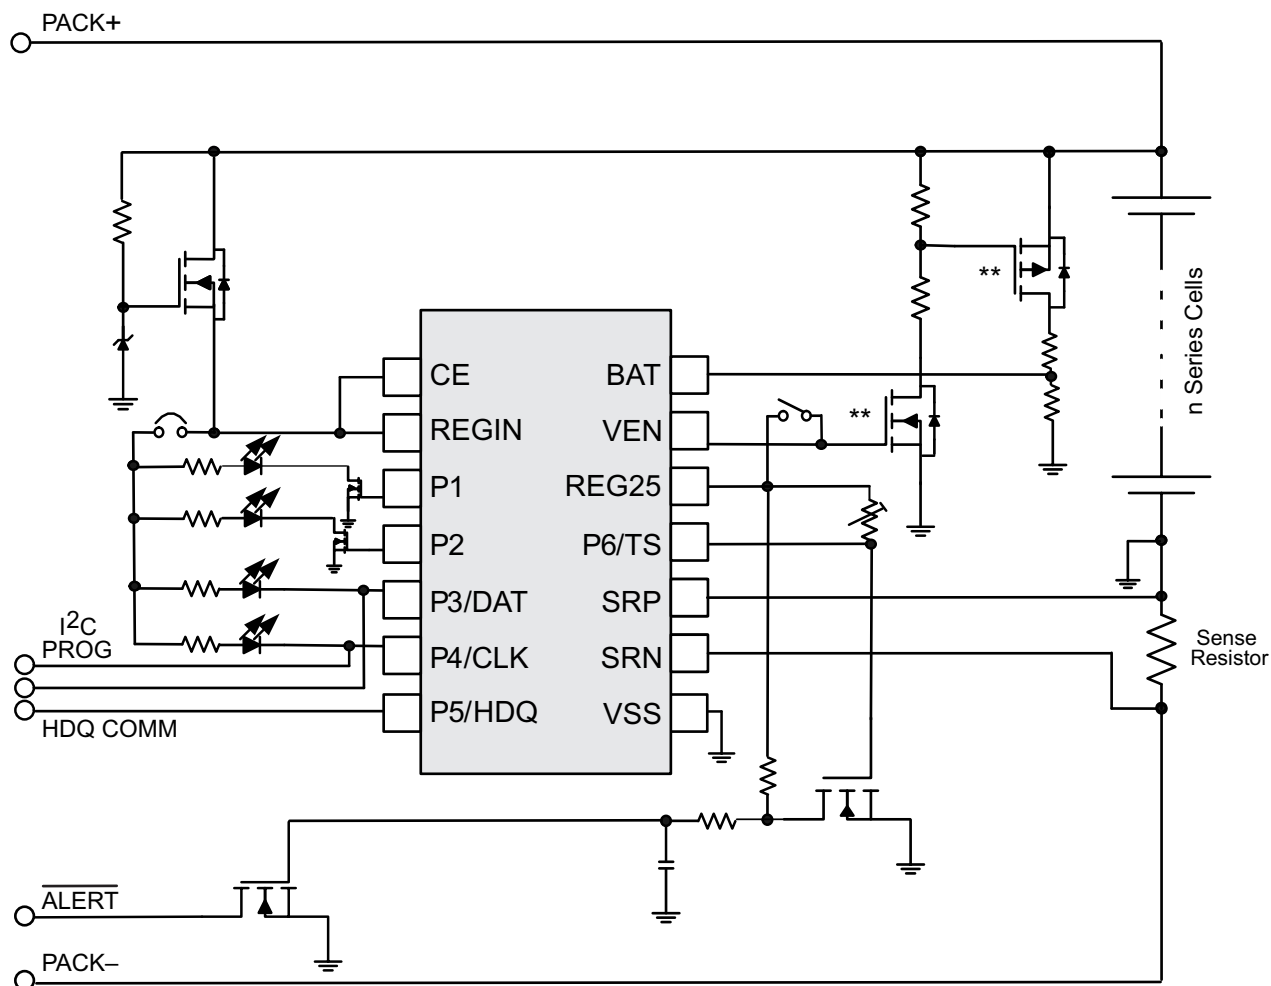 PACK+
n Series Cells
**
**
CE
BAT
REGIN
VEN
P1
REG25
P2
P6/TS
P3/DAT
SRP
P4/CLK
SRN
P5/HDQ
VSS
I²C
PROG
HDQ COMM
Sense
Resistor
ALERT
PACK–